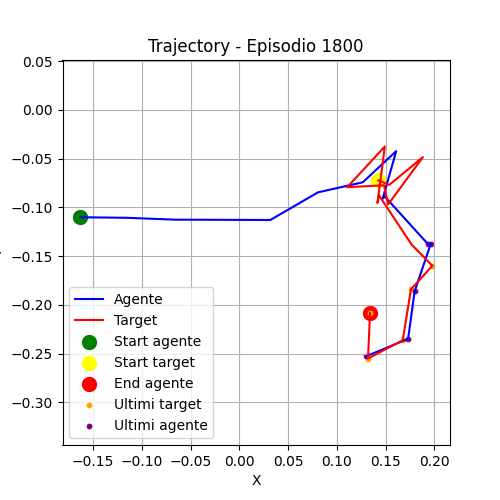 Trajectory - Episodio 1800
0.05
0.00
−0.05
−0.10
−0.15
−0.20
−0.25
−0.30
Agente
Target
Start agente
Start target
End agente
Ultimi target
Ultimi agente
−0.15 −0.10 −0.05 0.00 0.05 0.10 0.15 0.20
X